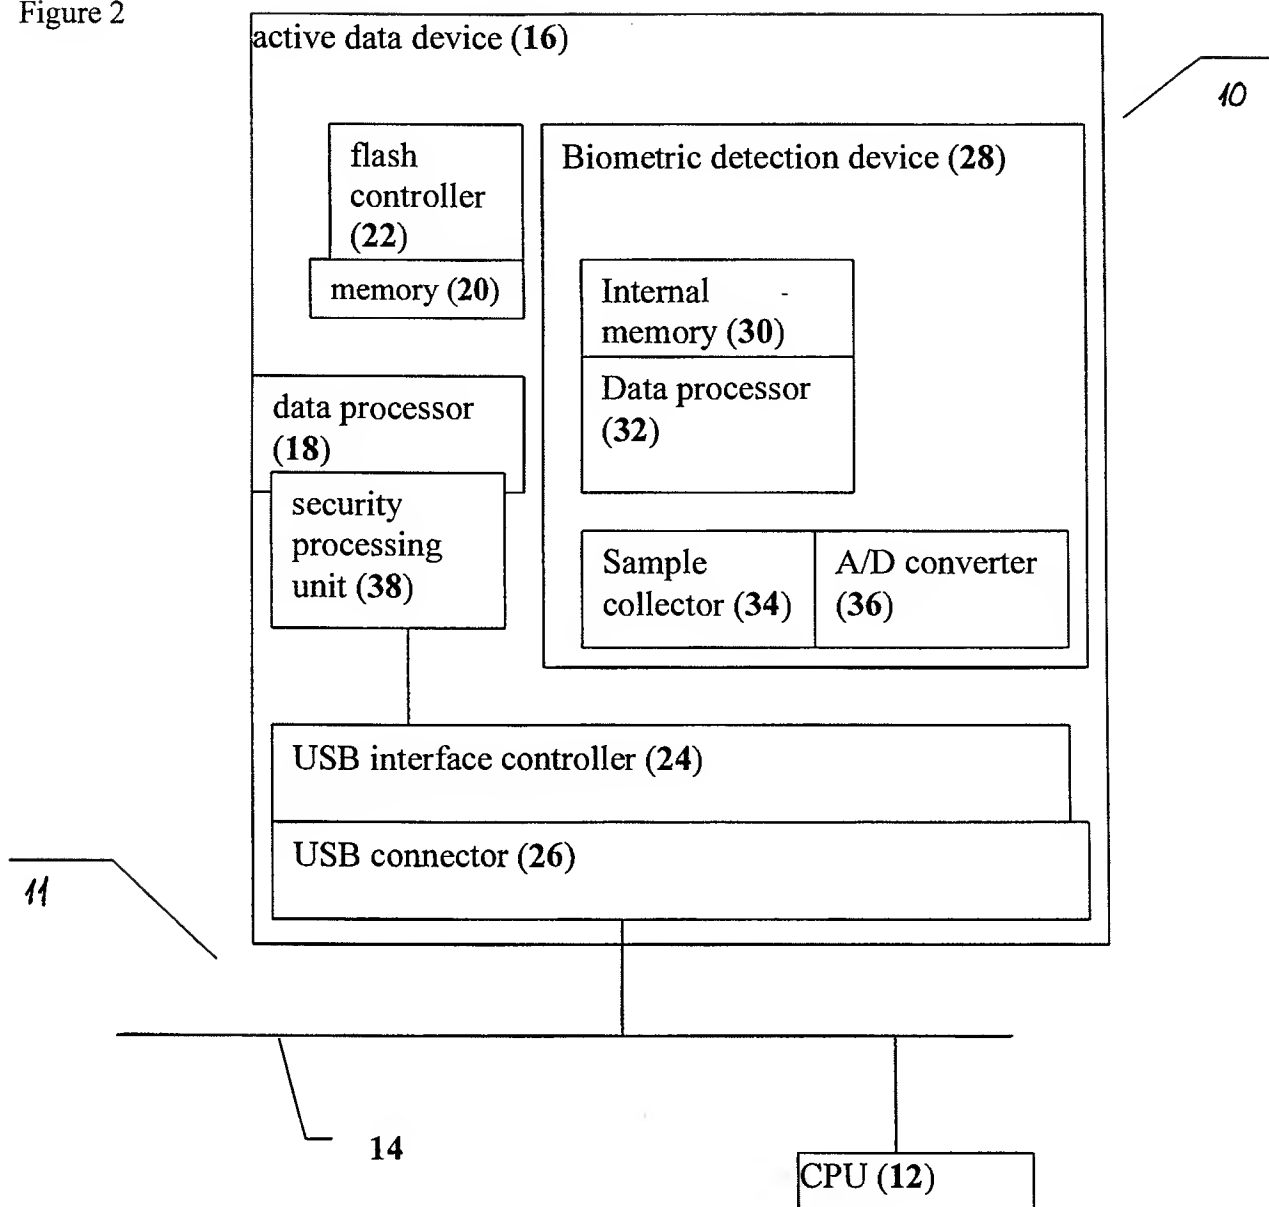 Figure 2
active data device (16)
10
flash
controller
(22)
memory (20)
Biometric detection device (28)
Internal
memory (30)
Data processor
(32)
data processor
(18)
security
processing
unit (38)
Sample
collector (34)
A/D converter
(36)
USB interface controller (24)
USB connector (26)
11
14
CPU (12)